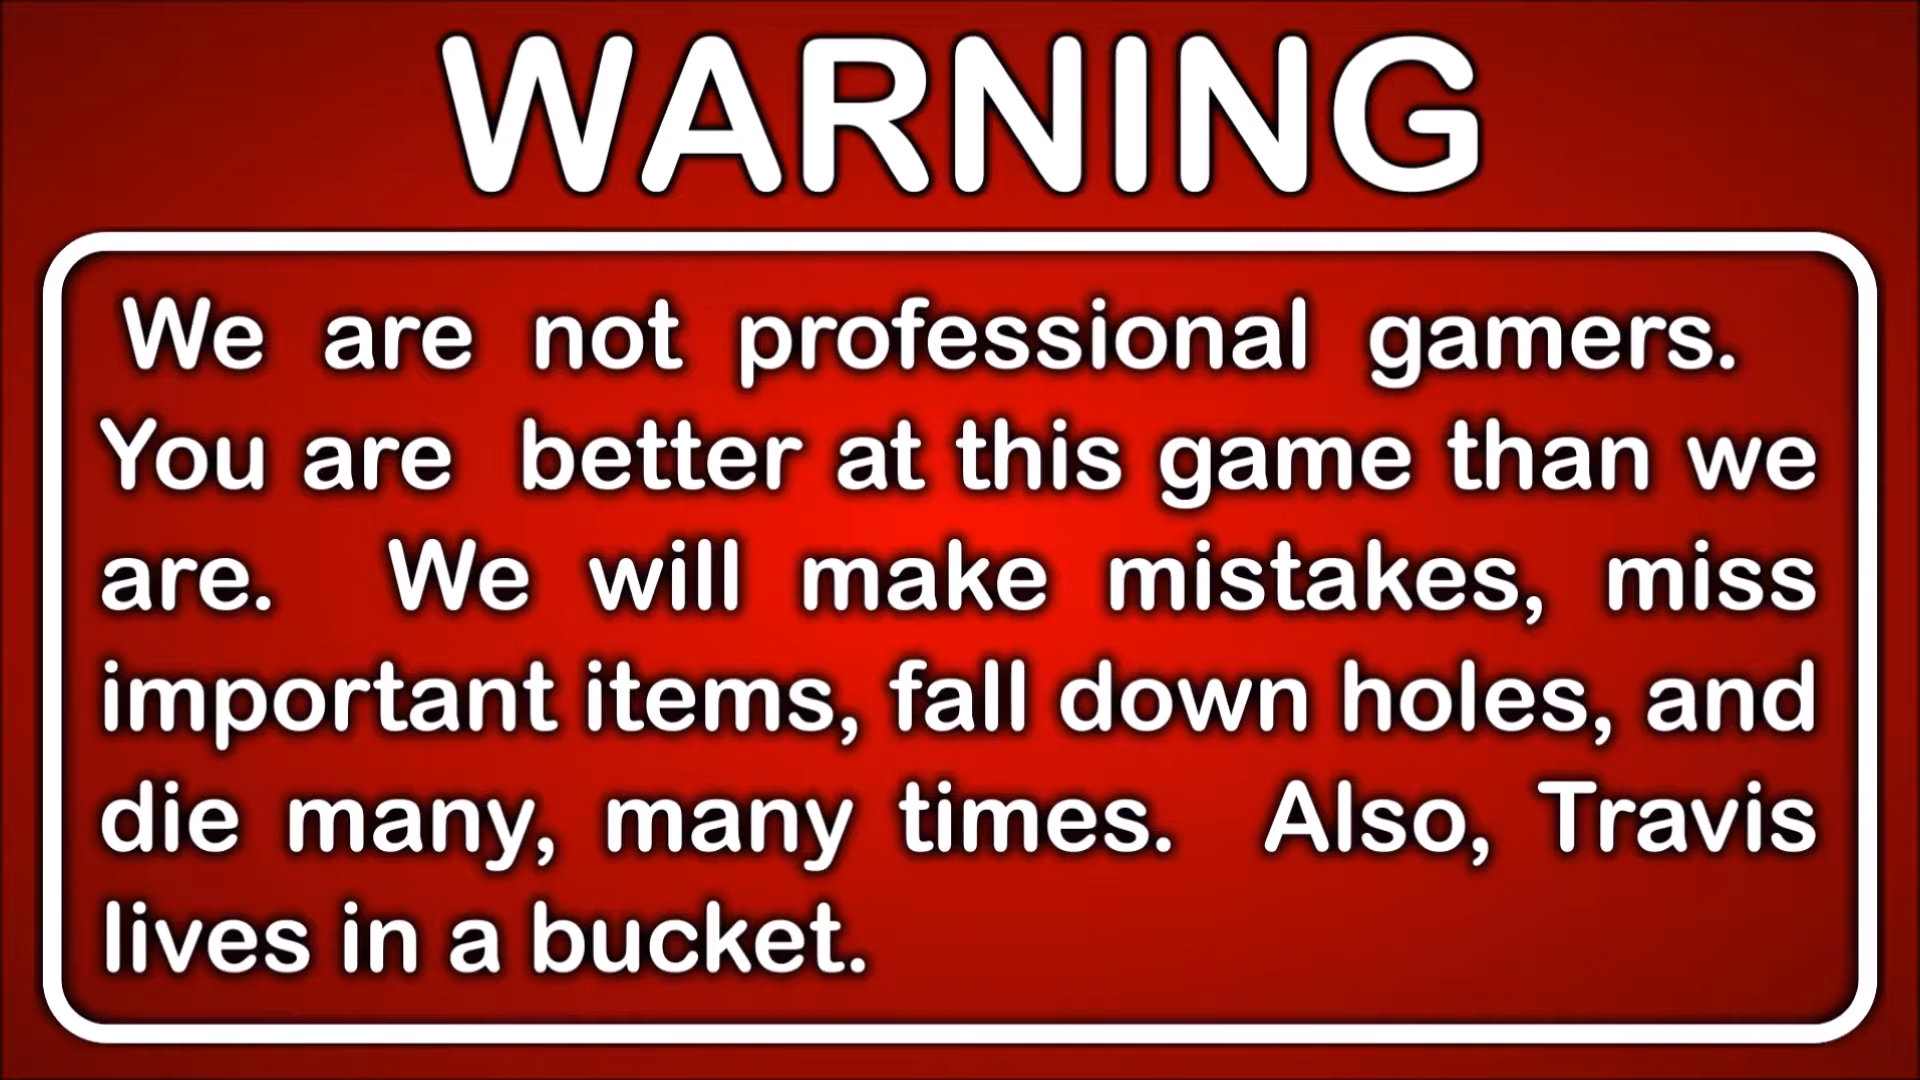 WARNING
We are not professional gamers.
You are better at this game than we
are. We will make mistakes, miss
important items, fall down holes, and
die many, many times. Also, Travis
lives in a bucket.